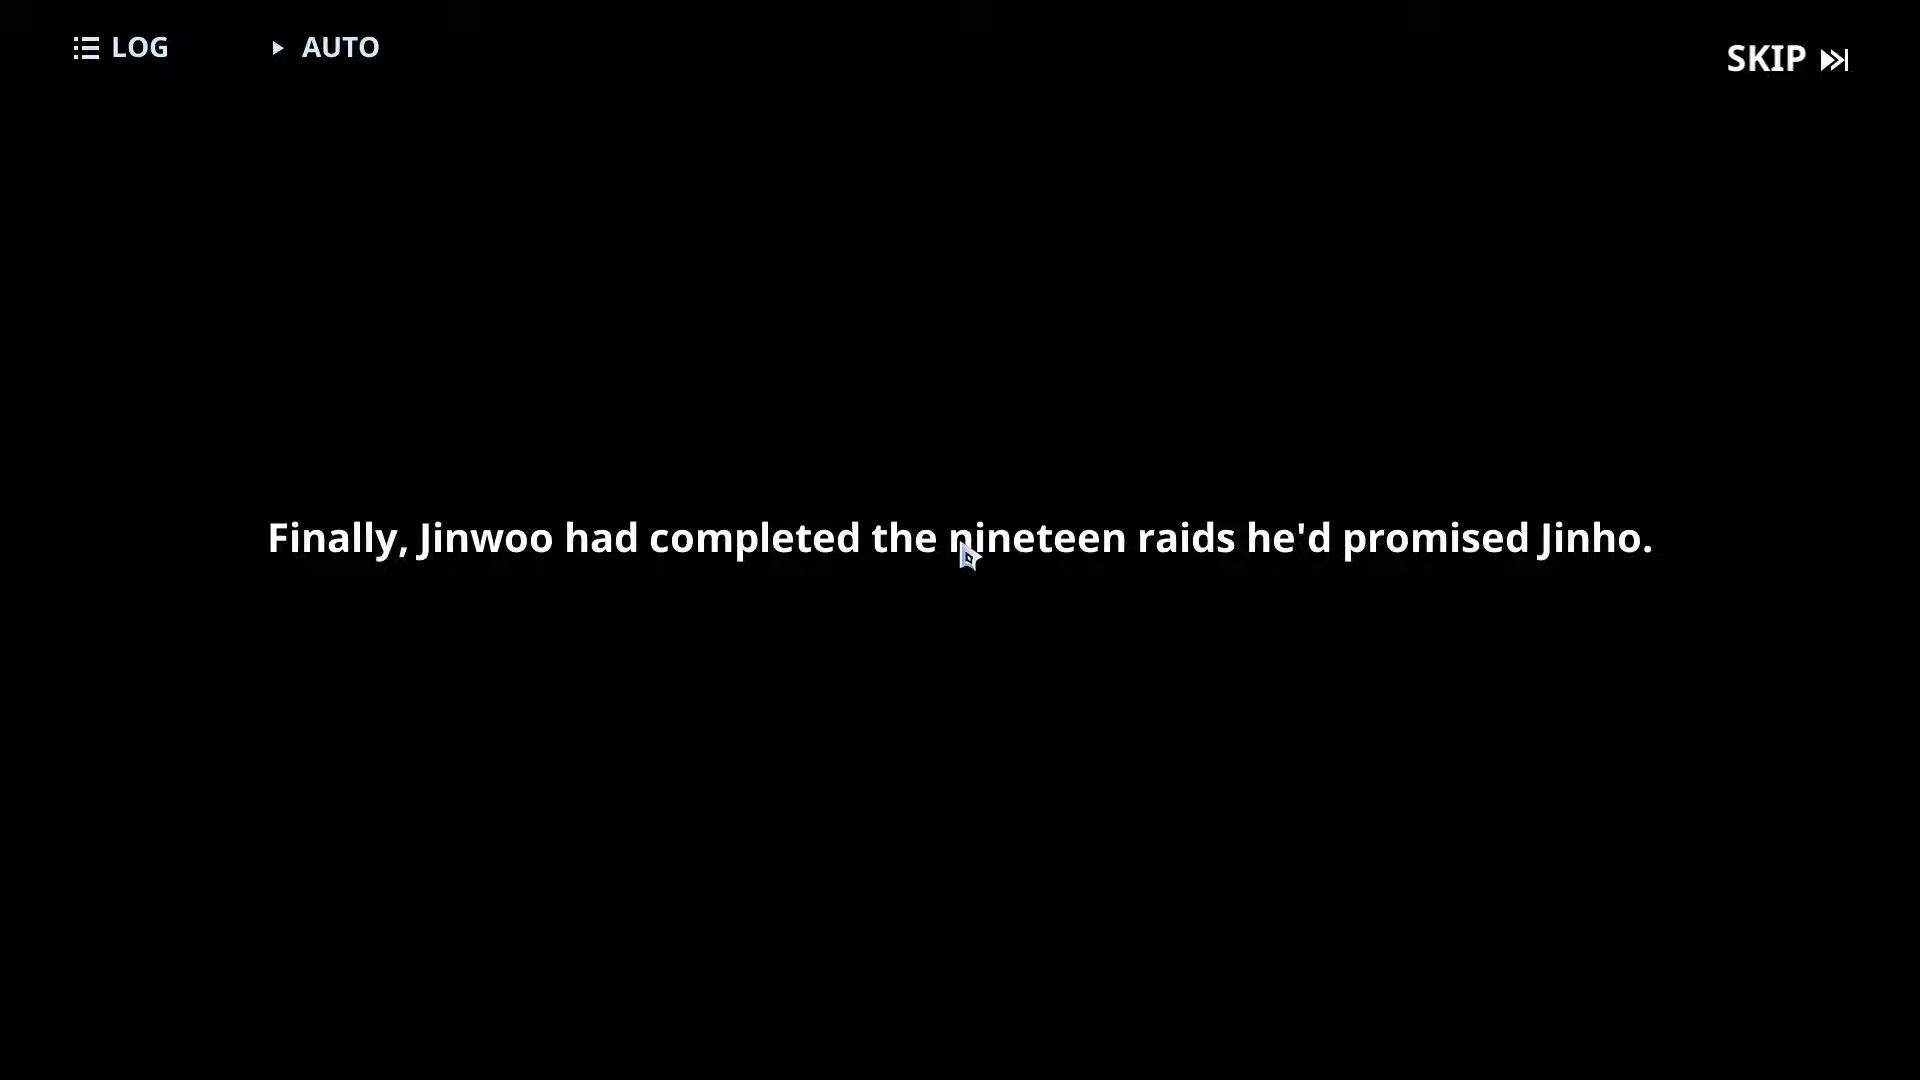 LOG
AUTO
SKIP
Finally, Jinwoo had completed the nineteen raids he'd promised Jinho.